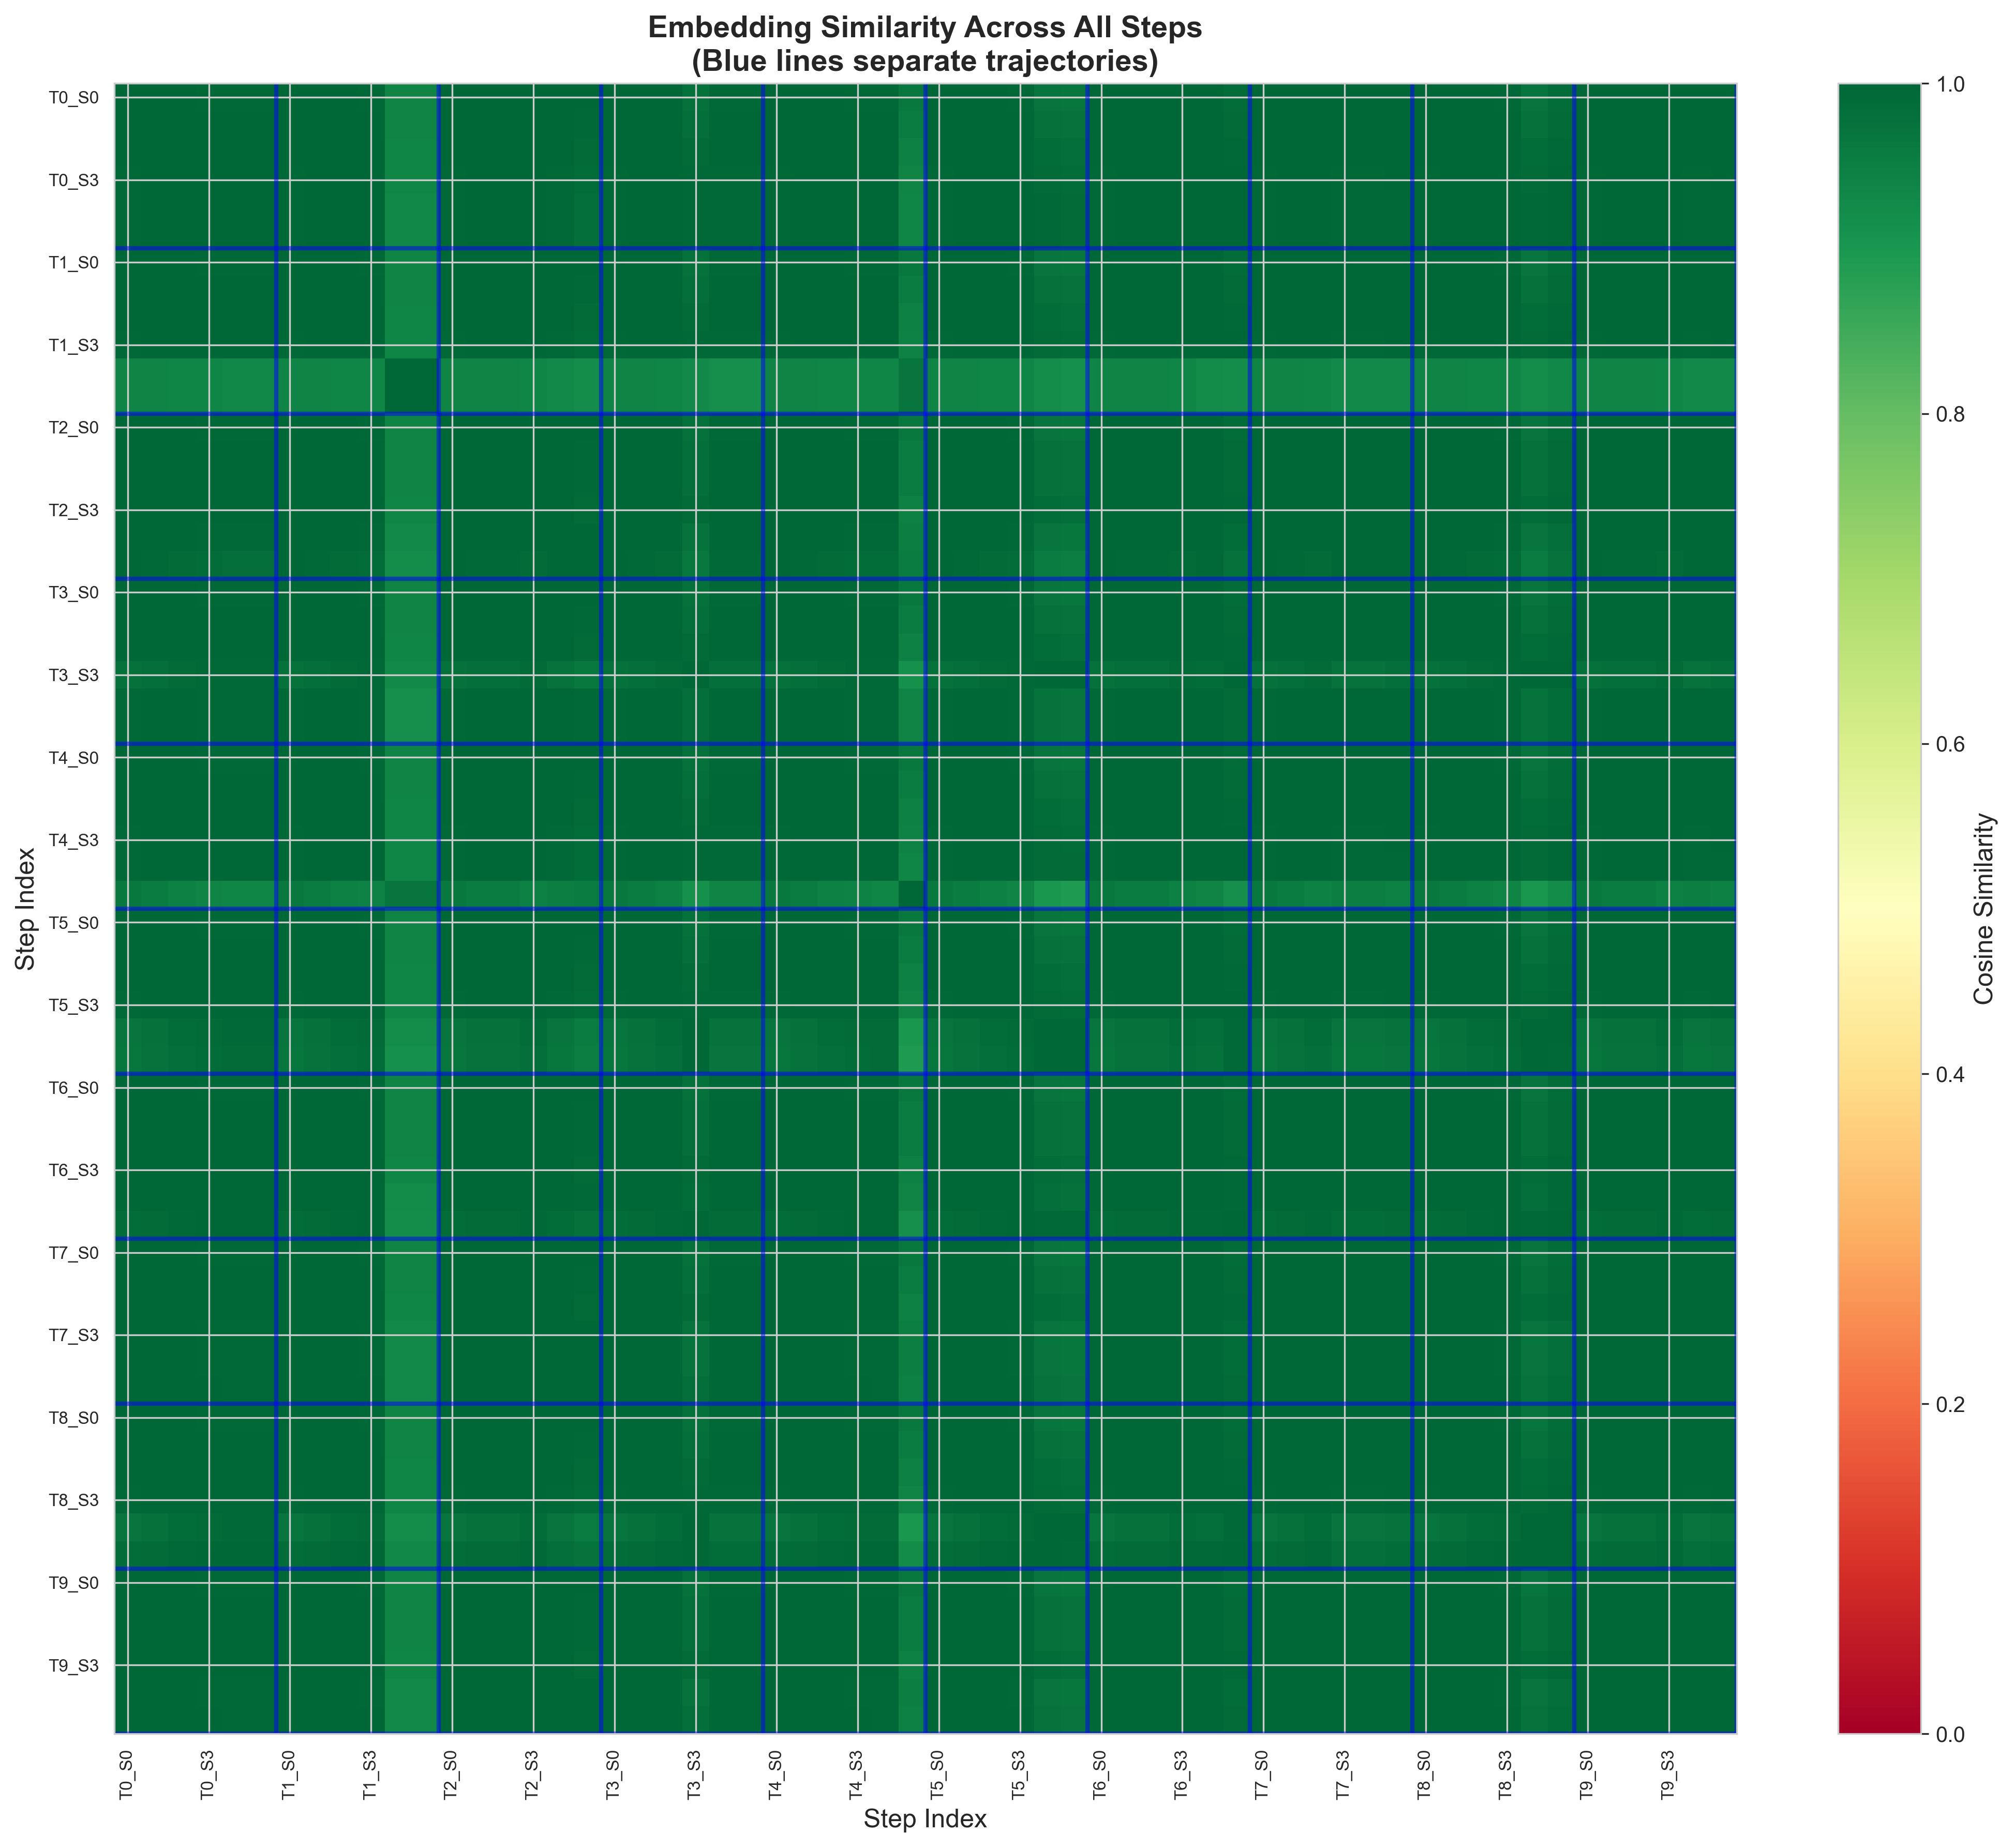 Embedding Similarity Across All Steps
(Blue lines separate trajectories)
T0_S0
T0_S3
T1_S0
T1_S3
T2_S0
T2_S3
T3_S0
T3_S3
T4_S0
T4_S3
T5_S0
T5_S3
T6_S0
T6_S3
T7_S0
T7_S3
T8_S0
T8_S3
T9_S0
T9_S3
Step Index
T0_S0
T0_S3
T1_S0
T1_S3
T2_S0
T2_S3
T3_S0
T3_S3
T4_S0
T4_S3
T5_S0
T5_S3
T6_S0
T6_S3
T7_S0
T7_S3
T8_S0
T8_S3
T9_S0
T9_S3
Step Index
1.0
0.8
0.6
0.4
0.2
0.0
Cosine Similarity